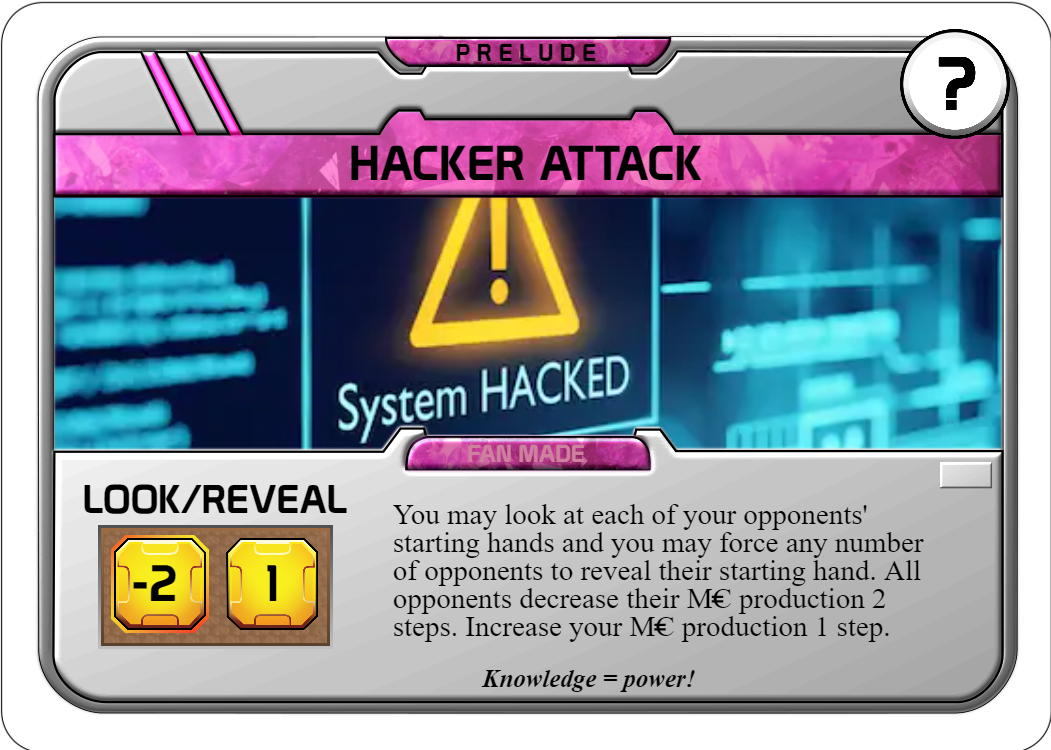 PRELUDE
?
HACKER ATTACK
System HACKED
FAN MADE
LOOK/REVEAL
-2 1
You may look at each of your opponents'
starting hands and you may force any number
of opponents to reveal their starting hand. All
opponents decrease their M€ production 2
steps. Increase your M€ production 1 step.
Knowledge = power!